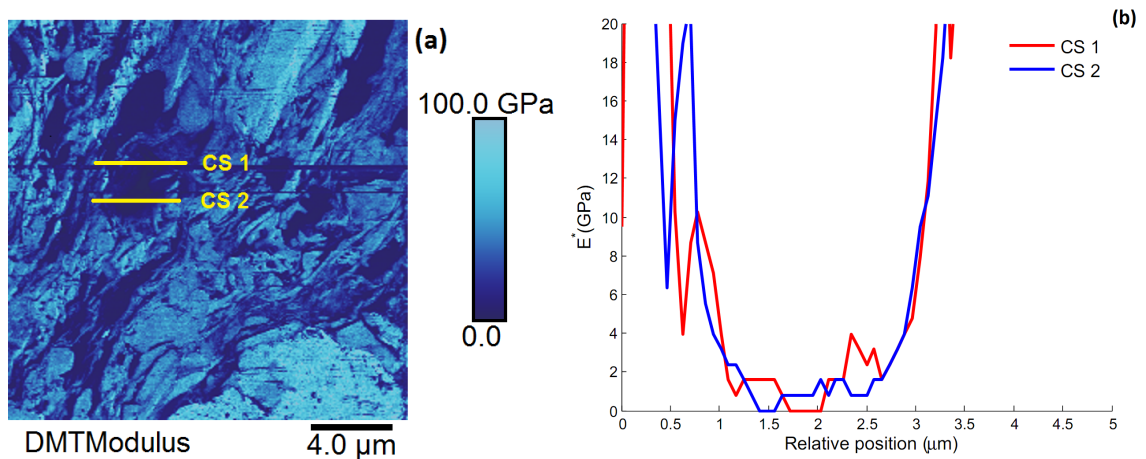 (a)
100.0 GPa
CS 1
CS 2
0.0
DMTModulus
4.0 µm
(b)
20
18
16
14
12
10
8
6
4
2
0
E*(GPa)
CS 1
CS 2
0 0.5 1 1.5 2 2.5 3 3.5 4 4.5 5
Relative position (µm)